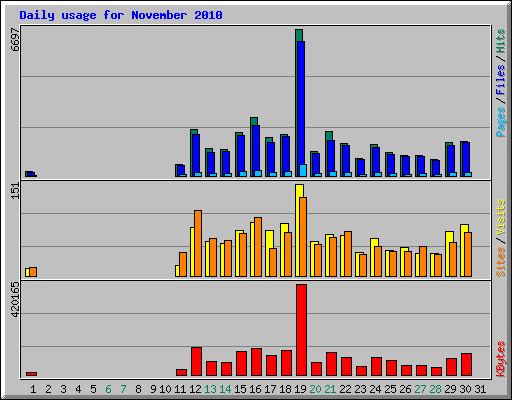 Daily usage for November 2010
6697
Pages / Files / Hits
151
Sites / Visits
420165
KBytes
1 2 3 4 5 6 7 8 9 10 11 12 13 14 15 16 17 18 19 20 21 22 23 24 25 26 27 28 29 30 31